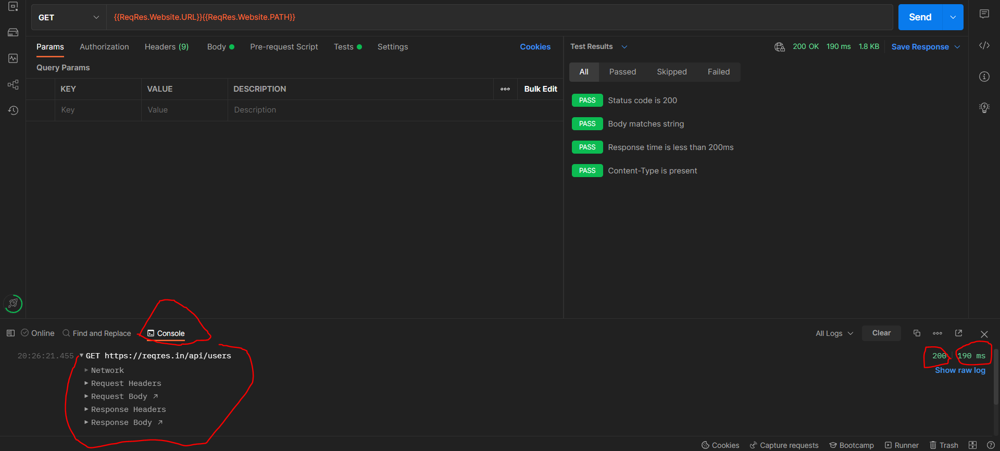 GET {{ReqRes.Website.URL}}{{ReqRes.Website.PATH}} Send
Params Authorization Headers (9) Body Pre-request Script Tests Settings Cookies
Query Params
KEY VALUE DESCRIPTION Bulk Edit
Key Value Description
Test Results 200 OK 190 ms 1.8 KB Save Response
All Passed Skipped Failed
PASS Status code is 200
PASS Body matches string
PASS Response time is less than 200ms
PASS Content-Type is present
Online Find and Replace Console All Logs Clear
20:26:21.455 GET https://reqres.in/api/users 200 190 ms
Network Show raw log
Request Headers
Request Body
Response Headers
Response Body
Cookies Capture requests Bootcamp Runner Trash